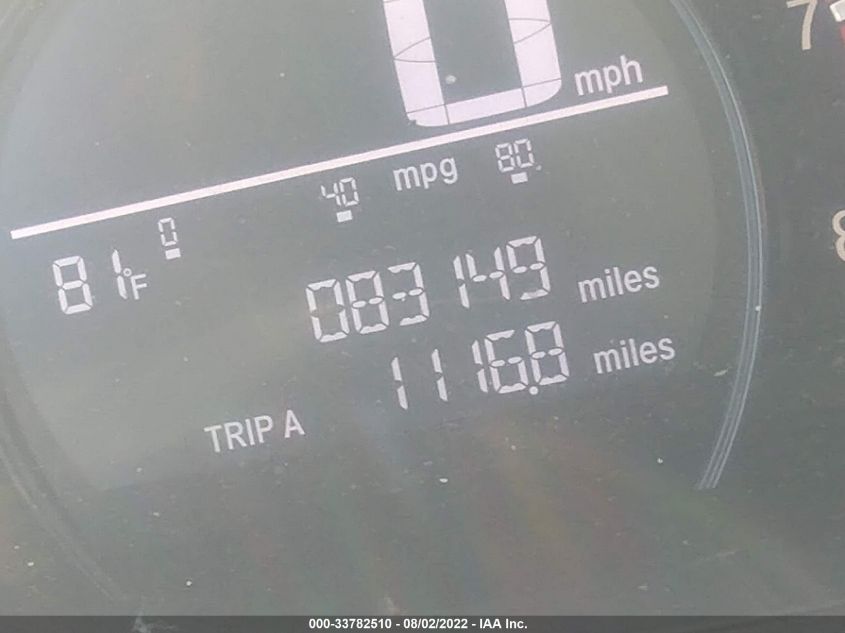 7
0 mph
0 40 mpg 80
81°F
083149 miles
8
1116.8 miles
TRIP A
000-33782510 - 08/02/2022 - IAA Inc.